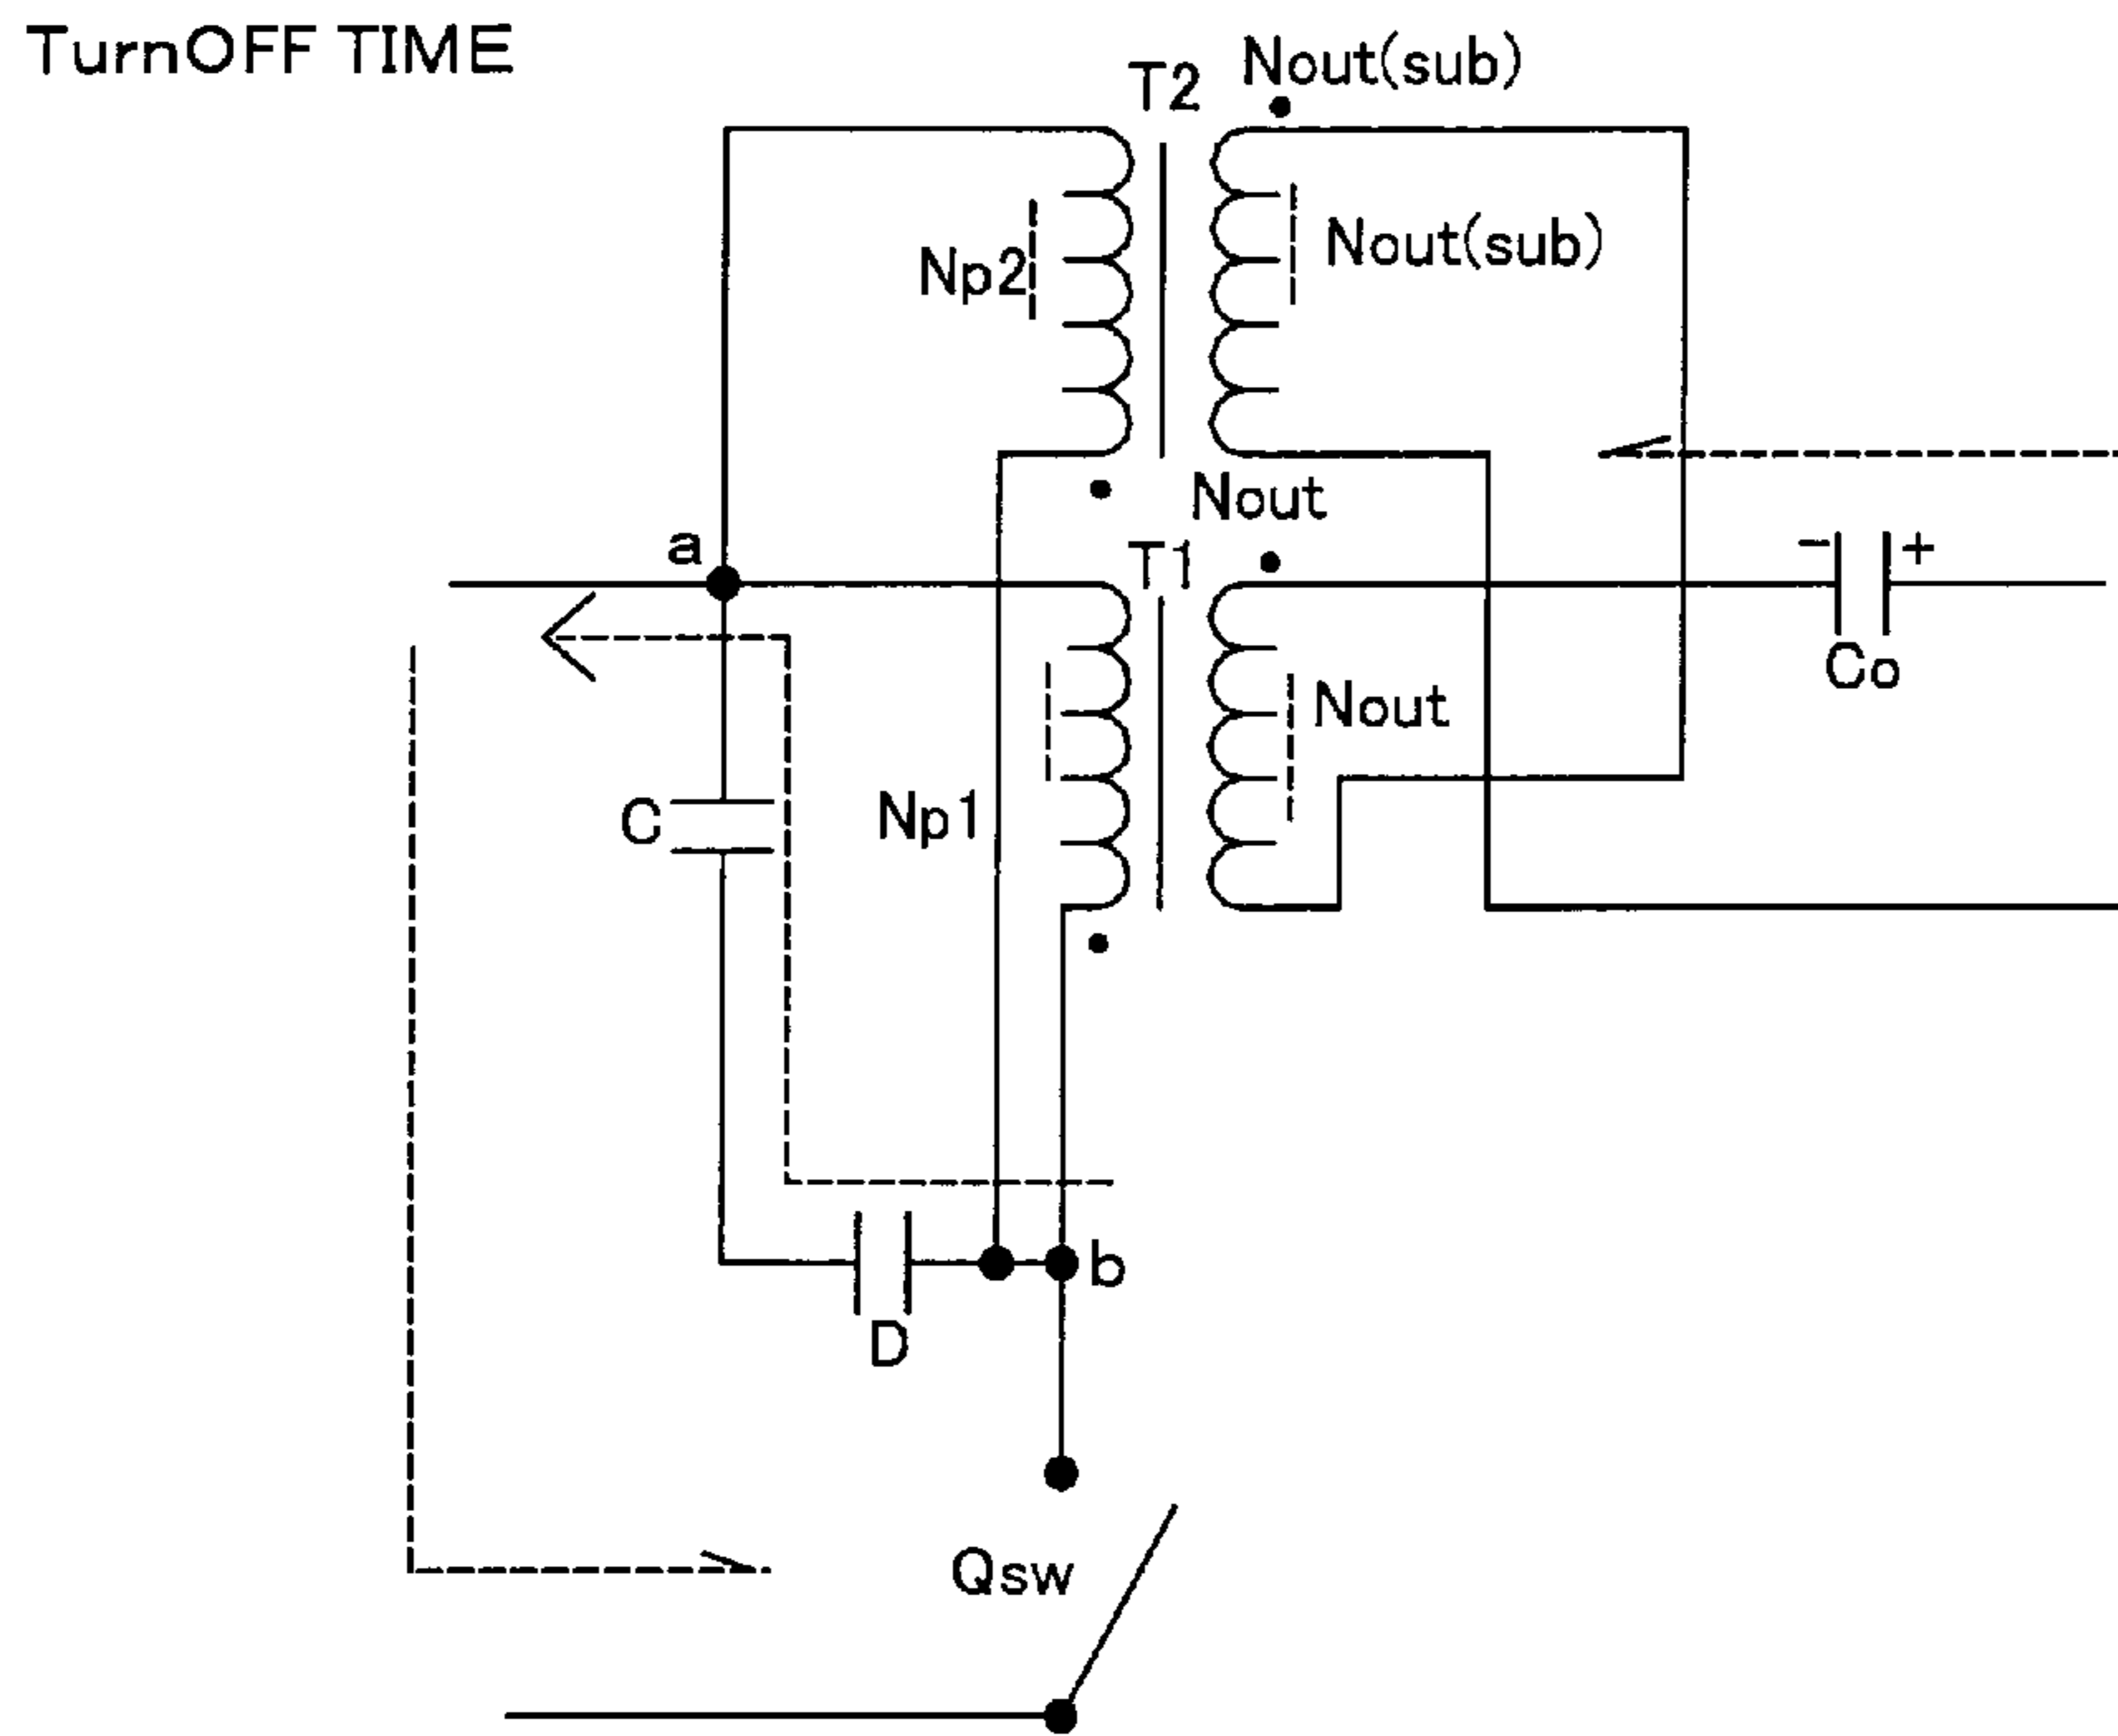 TurnOFF TIME
Nout(sub)
T2
Np2
Nout(sub)
Nout
a
T1
- +
Co
Nout
C
Np1
b
D
Qsw